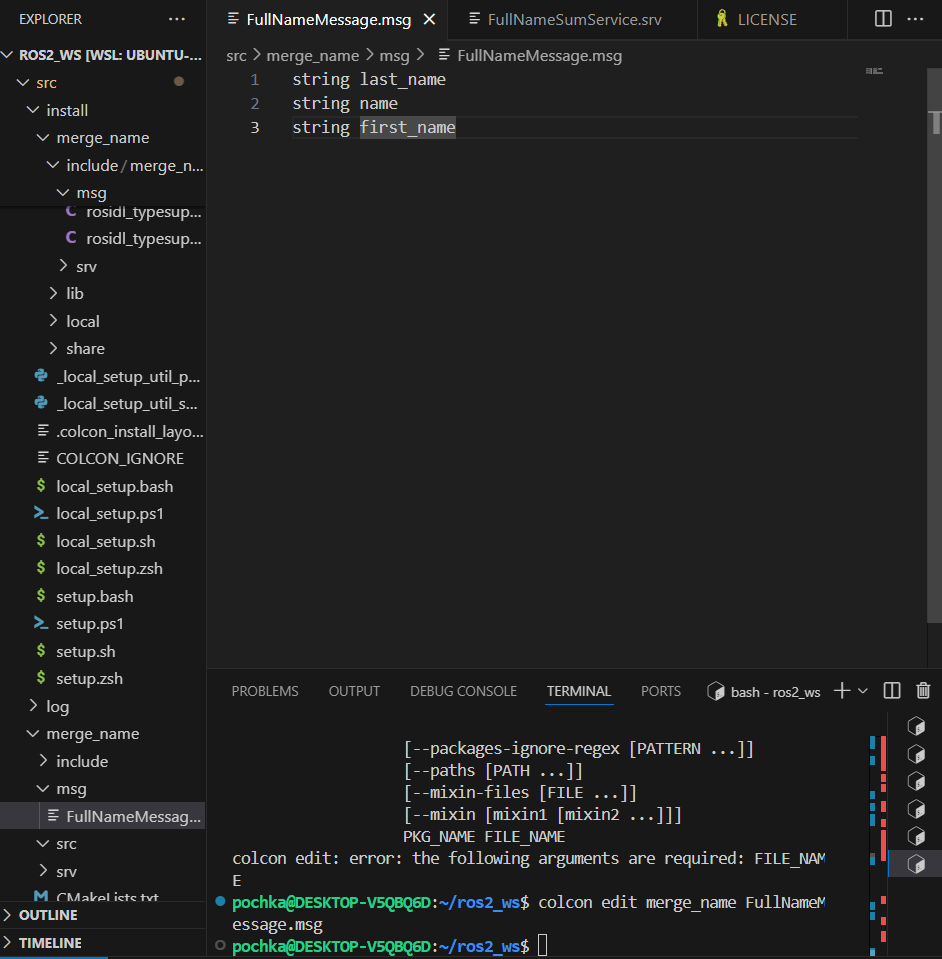 EXPLORER
FullNameMessage.msg
FullNameSumService.srv
LICENSE
ROS2_WS [WSL: UBUNTU-...
src
install
merge_name
include/merge_n...
msg
rosidl_typesup...
rosidl_typesup...
srv
lib
local
share
_local_setup_util_p...
_local_setup_util_s...
.colcon_install_layo...
COLCON_IGNORE
local_setup.bash
local_setup.ps1
local_setup.sh
local_setup.zsh
setup.bash
setup.ps1
setup.sh
setup.zsh
log
merge_name
include
msg
FullNameMessag...
src
srv
CMakeLists.txt
OUTLINE
TIMELINE
src > merge_name > msg > FullNameMessage.msg
1 string last_name
2 string name
3 string first_name
PROBLEMS OUTPUT DEBUG CONSOLE TERMINAL PORTS bash - ros2_ws
[--packages-ignore-regex [PATTERN ...]]
[--paths [PATH ...]]
[--mixin-files [FILE ...]]
[--mixin [mixin1 [mixin2 ...]]]
PKG_NAME FILE_NAME
colcon edit: error: the following arguments are required: FILE_NAM
E
pochka@DESKTOP-V5QBQ6D:~/ros2_ws$ colcon edit merge_name FullNameM
essage.msg
pochka@DESKTOP-V5QBQ6D:~/ros2_ws$